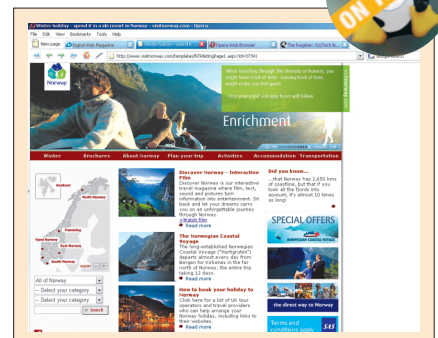 ON T
Winter holiday - spend it in a ski resort in Norway - visitnorway.com - Opera
File Edit View Bookmarks Tools Help
New page Digital Web Magazine Winter holiday - spend it Opera Web Browser The Register: Sci/Tech N...
http://www.visitnorway.com/templates/NTRlistingPage1.aspx?id=37391
Norway
When travelling through the serenity of Norway, you
might loose track of time. Loosing track of time,
might make you feel good!
Enrichment
Winter Brochures About Norway Plan your trip Activities Accommodation Transportation
Svalbard
North Norway
Trøndelag
Fjord Norway
East Norway
South Norway
All of Norway
- Select your category
- Select your category
Search
Discover Norway - Interactive
Film
Discover Norway is our interactive
travel magazine where film, text,
sound and pictures turn
information into entertainment. Sit
back and let your dreams carry
you on an unforgettable journey
through Norway.
Watch film
Read more
The Norwegian Coastal
Voyage
The long-established Norwegian
Coastal Voyage ("Hurtigruten")
departs almost every day from
Bergen for Kirkenes in the far
north of Norway, the entire trip
taking 12 days.
Read more
How to book your holiday to
Norway
Click here for a list of UK tour
operators and travel providers
who can help arrange your
Norway holiday, including links to
their websites.
Read more
Did you know...
...that Norway has 2,650 kms
of coastline, but that if you
took all the fjords into
account, it's almost 10 times
as long!
SPECIAL OFFERS
NORWEGIAN COASTAL VOYAGE
the direct way to Norway
Terms and
conditions apply
SAS